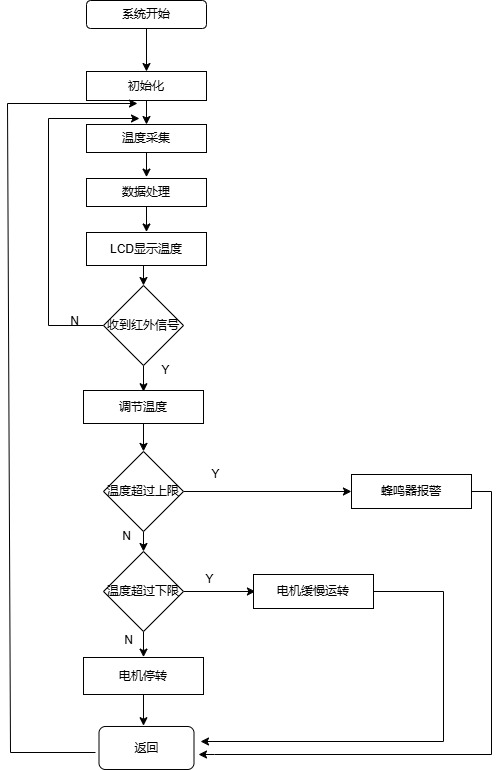 系统开始
初始化
温度采集
数据处理
LCD显示温度
N
收到红外信号
Y
调节温度
Y
温度超过上限
蜂鸣器报警
N
Y
温度超过下限
电机缓慢运转
N
电机停转
返回